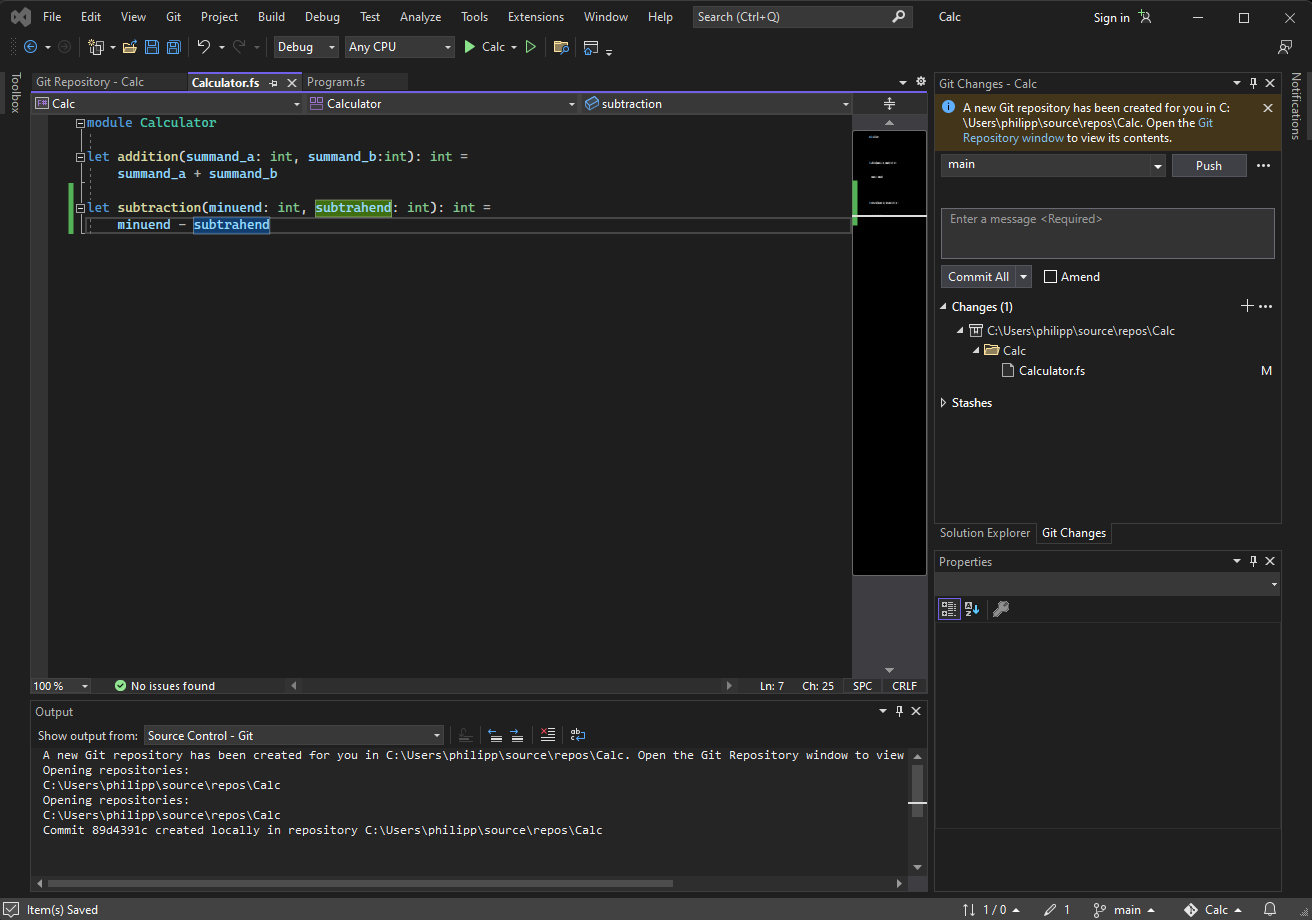 File Edit View Git Project Build Debug Test Analyze Tools Extensions Window Help Search (Ctrl+Q) Calc Sign in
Debug Any CPU Calc
Toolbox
Git Repository - Calc Calculator.fs Program.fs
Calc Calculator subtraction
module Calculator
let addition(summand_a: int, summand_b:int): int =
summand_a + summand_b
let subtraction(minuend: int, subtrahend: int): int =
minuend - subtrahend
100 % No issues found Ln: 7 Ch: 25 SPC CRLF
Output
Show output from: Source Control - Git
A new Git repository has been created for you in C:\Users\philipp\source\repos\Calc. Open the Git Repository window to view
Opening repositories:
C:\Users\philipp\source\repos\Calc
Opening repositories:
C:\Users\philipp\source\repos\Calc
Commit 89d4391c created locally in repository C:\Users\philipp\source\repos\Calc
Git Changes - Calc
A new Git repository has been created for you in C:
\Users\philipp\source\repos\Calc. Open the Git
Repository window to view its contents.
main Push
Enter a message <Required>
Commit All Amend
Changes (1)
C:\Users\philipp\source\repos\Calc
Calc
Calculator.fs M
Stashes
Solution Explorer Git Changes
Properties
Notifications
Item(s) Saved 1 / 0 1 main Calc